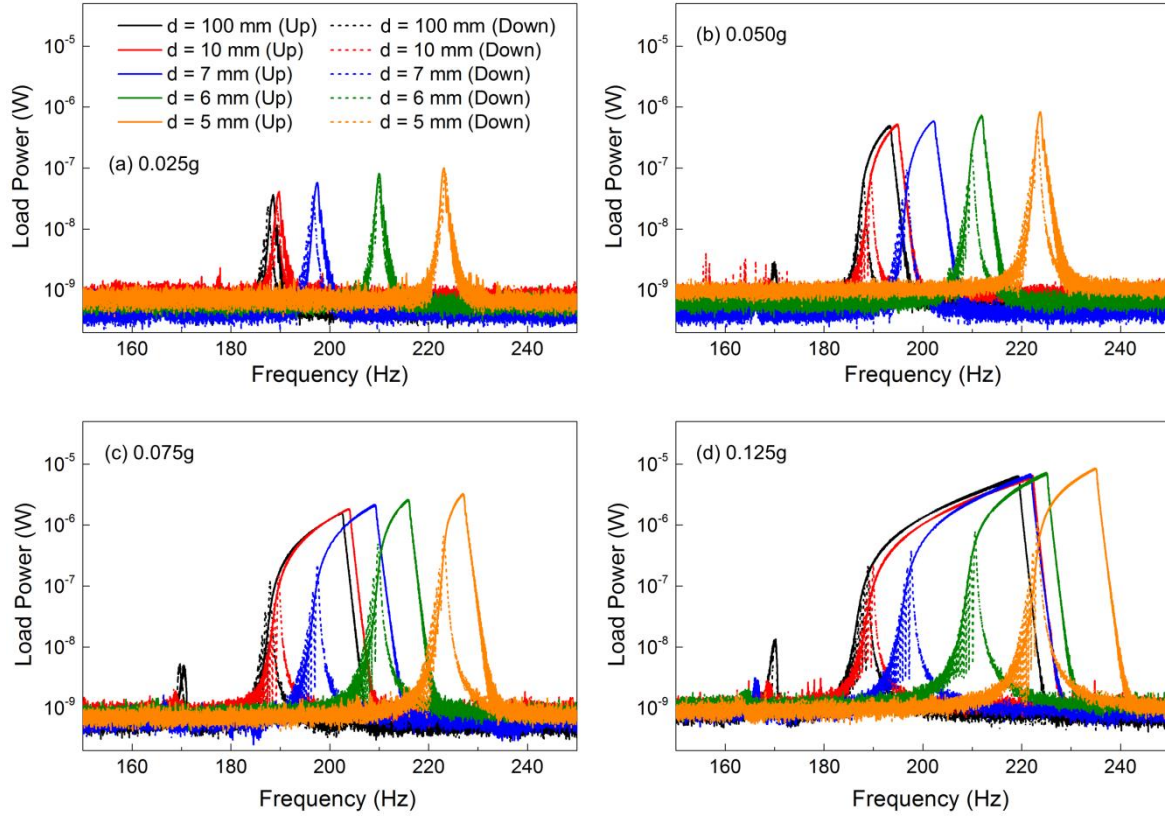 d = 100 mm (Up) d = 100 mm (Down)
d = 10 mm (Up) d = 10 mm (Down)
d = 7 mm (Up) d = 7 mm (Down)
d = 6 mm (Up) d = 6 mm (Down)
d = 5 mm (Up) d = 5 mm (Down)
(a) 0.025g
10⁻⁵
10⁻⁶
10⁻⁷
10⁻⁸
10⁻⁹
Load Power (W)
160 180 200 220 240
Frequency (Hz)
(b) 0.050g
10⁻⁵
10⁻⁶
10⁻⁷
10⁻⁸
10⁻⁹
Load Power (W)
160 180 200 220 240
Frequency (Hz)
(c) 0.075g
10⁻⁵
10⁻⁶
10⁻⁷
10⁻⁸
10⁻⁹
Load Power (W)
160 180 200 220 240
Frequency (Hz)
(d) 0.125g
10⁻⁵
10⁻⁶
10⁻⁷
10⁻⁸
10⁻⁹
Load Power (W)
160 180 200 220 240
Frequency (Hz)